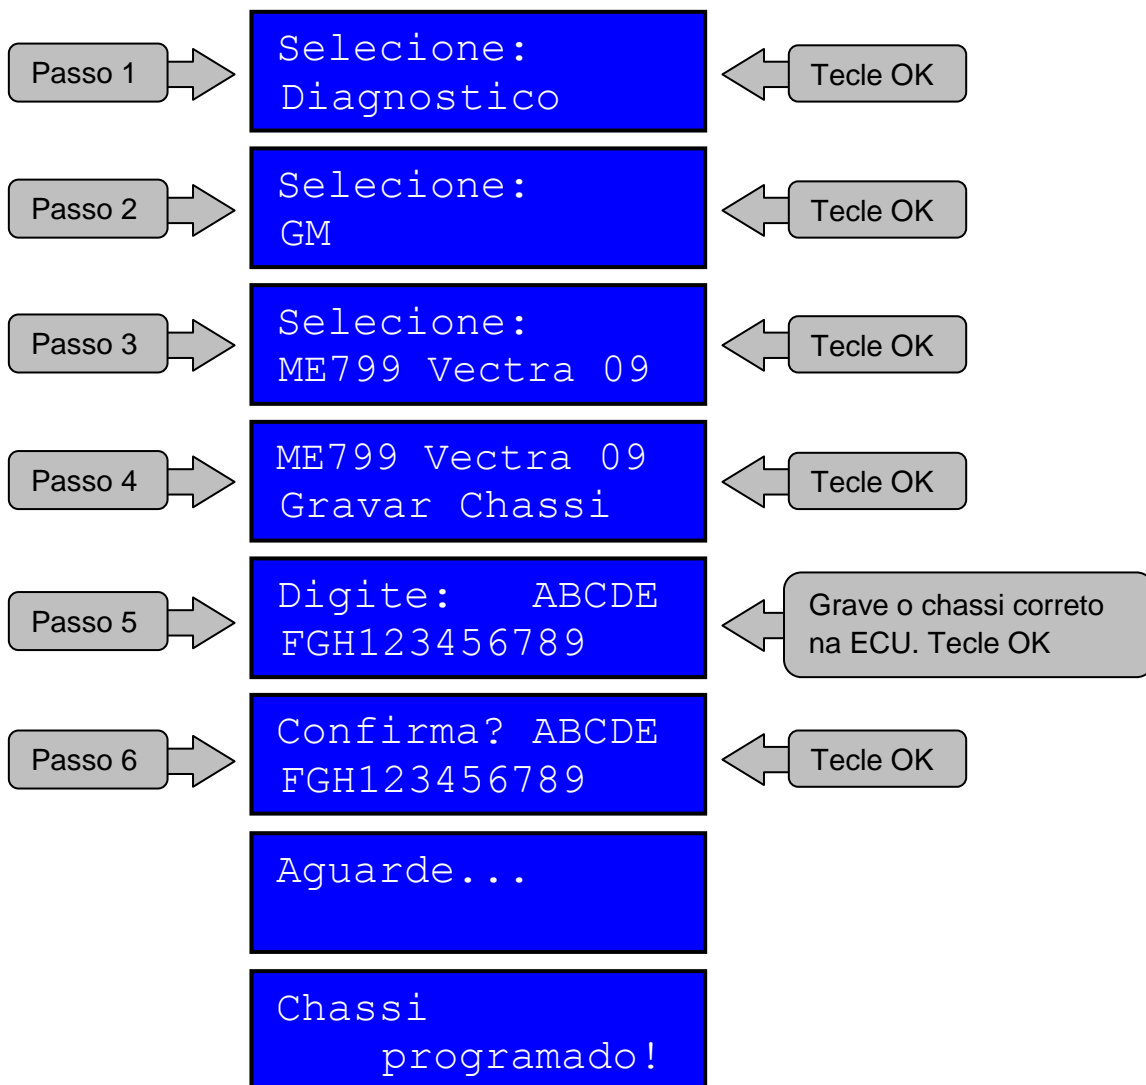 Passo 1
Selecione:
Diagnostico
Tecle OK
Passo 2
Selecione:
GM
Tecle OK
Passo 3
Selecione:
ME799 Vectra 09
Tecle OK
Passo 4
ME799 Vectra 09
Gravar Chassi
Tecle OK
Passo 5
Digite: ABCDE
FGH123456789
Grave o chassi correto
na ECU. Tecle OK
Passo 6
Confirma? ABCDE
FGH123456789
Tecle OK
Aguarde...
Chassi
programado!